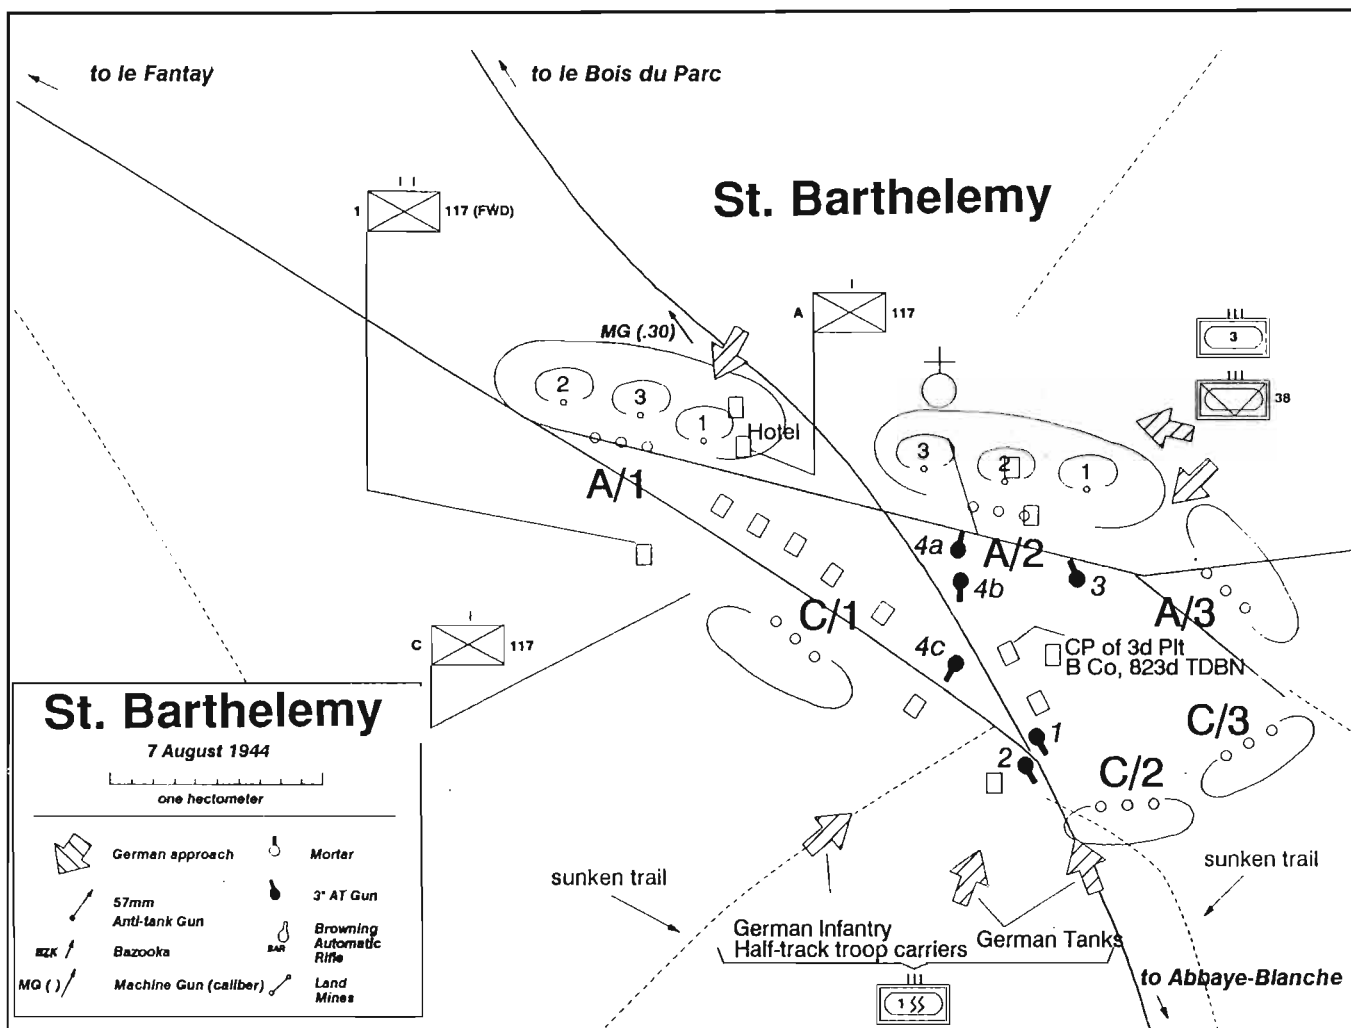 to le Fantay
to le Bois du Parc
St. Barthelemy
1
117 (FWD)
A
117
MG (.30)
3
38
2
3
1
Hotel
3
2
1
A/1
4a
A/2
4b
3
A/3
C/1
4c
CP of 3d Plt
B Co, 823d TDBN
C
117
1
2
C/3
C/2
sunken trail
sunken trail
German Infantry
Half-track troop carriers
German Tanks
1
to Abbaye-Blanche
St. Barthelemy
7 August 1944
one hectometer
German approach
Mortar
57mm
Anti-tank Gun
3" AT Gun
BZK
Bazooka
BAR
Browning
Automatic
Rifle
MG ( )
Machine Gun (caliber)
Land
Mines